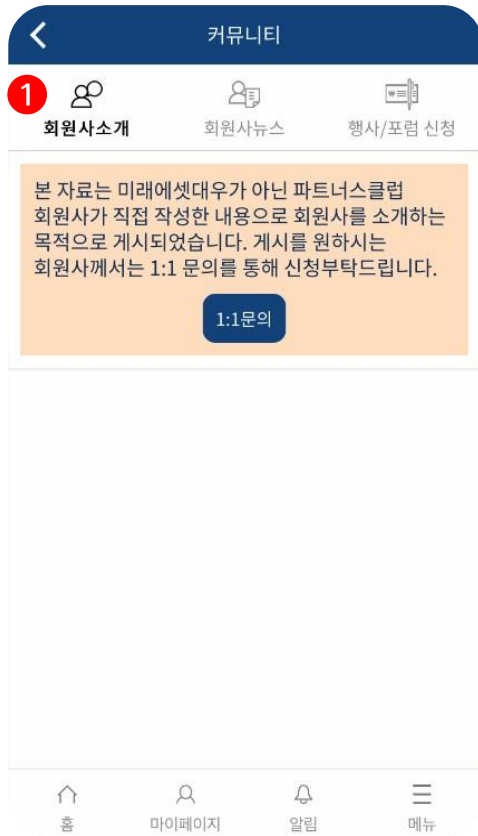 커뮤니티
1
회원사소개 회원사뉴스 행사/포럼 신청
본 자료는 미래에셋대우가 아닌 파트너스클럽
회원사가 직접 작성한 내용으로 회원사를 소개하는
목적으로 게시되었습니다. 게시를 원하시는
회원사께서는 1:1 문의를 통해 신청부탁드립니다.
1:1문의
홈 마이페이지 알림 메뉴